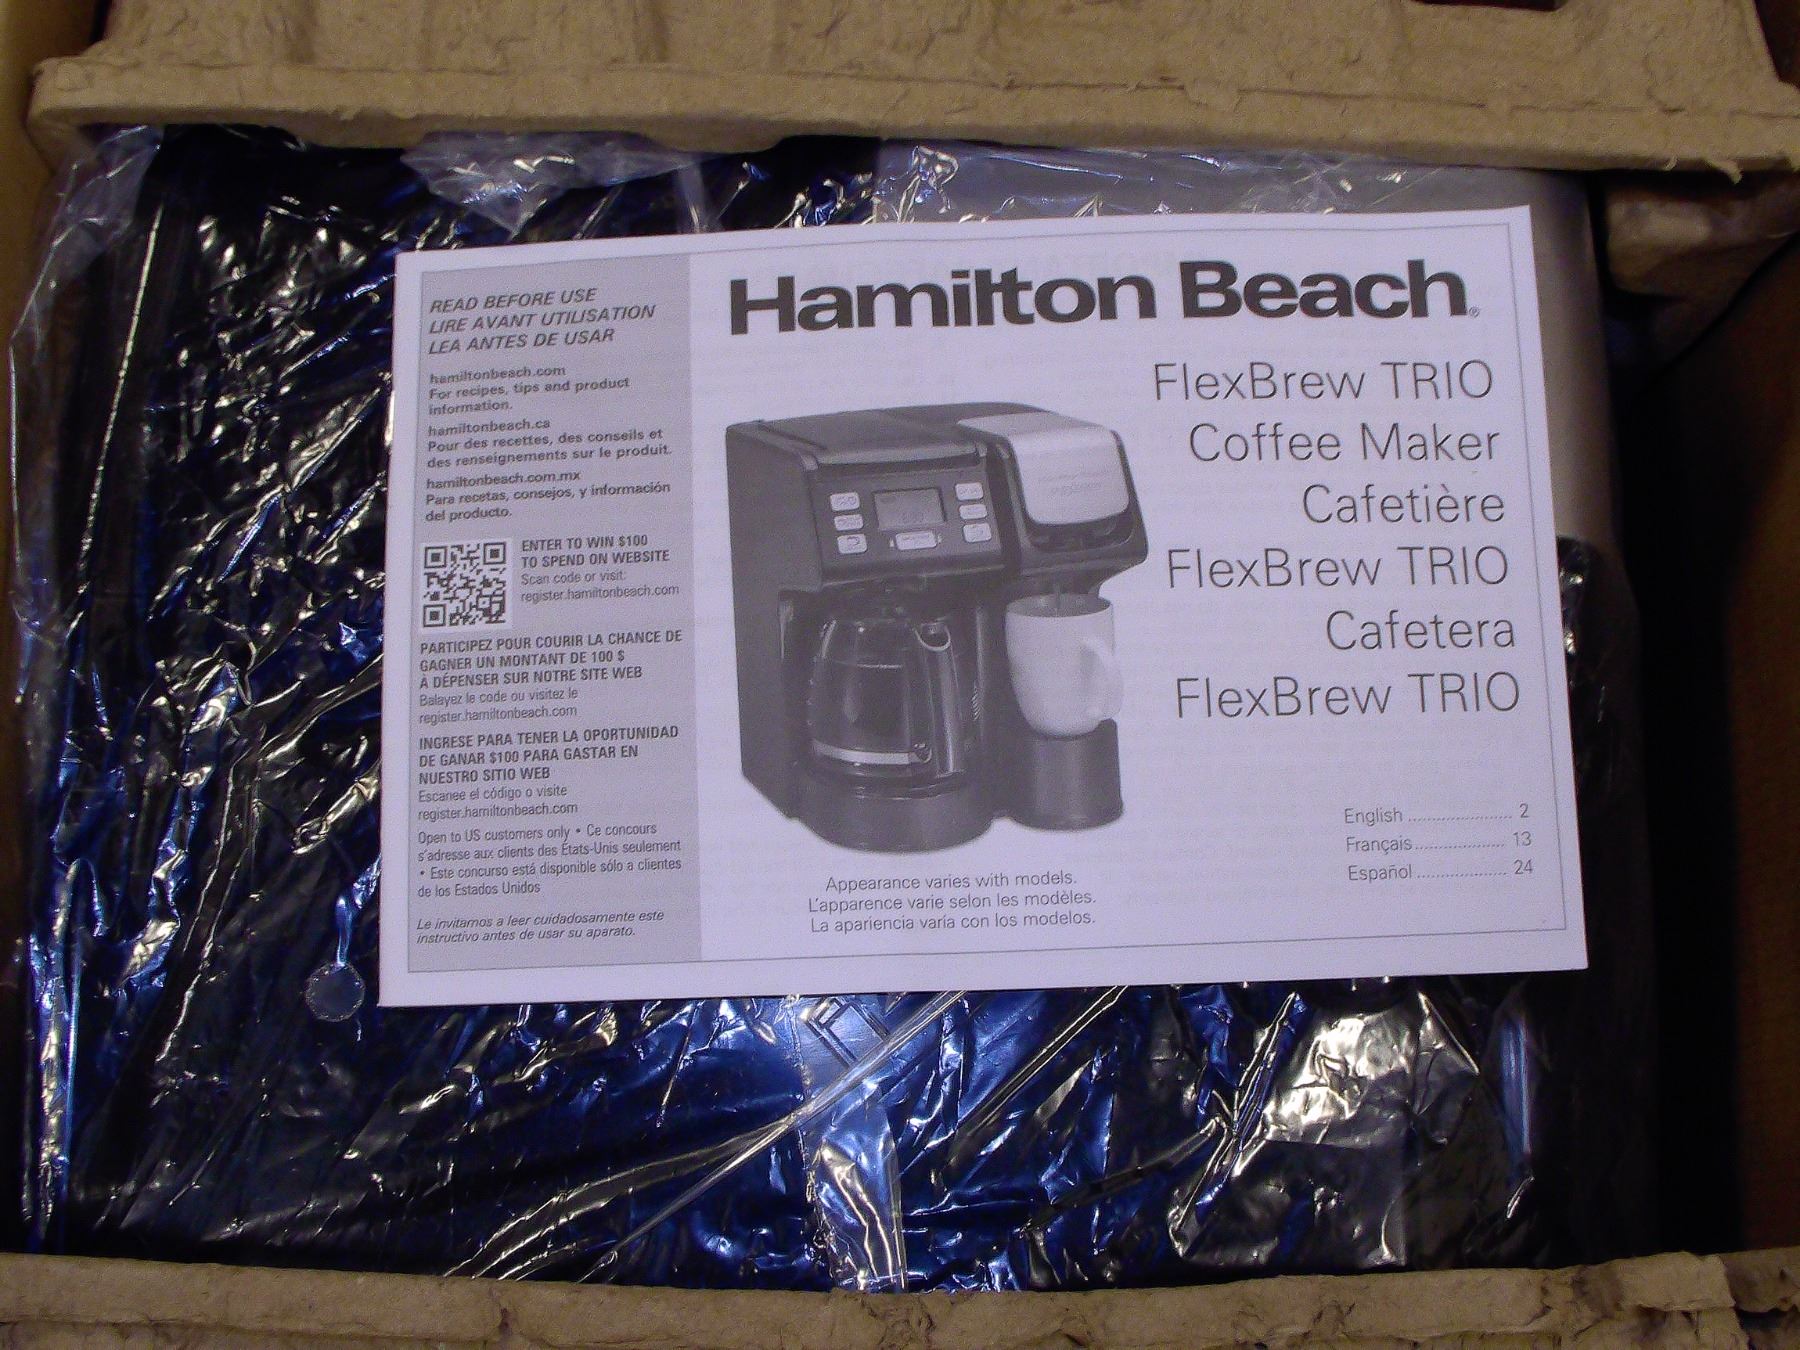 READ BEFORE USE
LIRE AVANT UTILISATION
LEA ANTES DE USAR
hamiltonbeach.com
For recipes, tips and product
information.
hamiltonbeach.ca
Pour des recettes, des conseils et
des renseignements sur le produit.
hamiltonbeach.com.mx
Para recetas, consejos, y información
del producto.
ENTER TO WIN $100
TO SPEND ON WEBSITE
Scan code or visit:
register.hamiltonbeach.com
PARTICIPEZ POUR COURIR LA CHANCE DE
GAGNER UN MONTANT DE 100 $
À DÉPENSER SUR NOTRE SITE WEB
Balayez le code ou visitez le
register.hamiltonbeach.com
INGRESE PARA TENER LA OPORTUNIDAD
DE GANAR $100 PARA GASTAR EN
NUESTRO SITIO WEB
Escanee el código o visite
register.hamiltonbeach.com
Open to US customers only • Ce concours
s'adresse aux clients des États-Unis seulement
• Este concurso está disponible sólo a clientes
de los Estados Unidos
Le invitamos a leer cuidadosamente este
instructivo antes de usar su aparato.
Hamilton Beach®
FlexBrew TRIO
Coffee Maker
Cafetière
FlexBrew TRIO
Cafetera
FlexBrew TRIO
English ...................... 2
Français ................... 13
Español ................... 24
Appearance varies with models.
L'apparence varie selon les modèles.
La apariencia varía con los modelos.